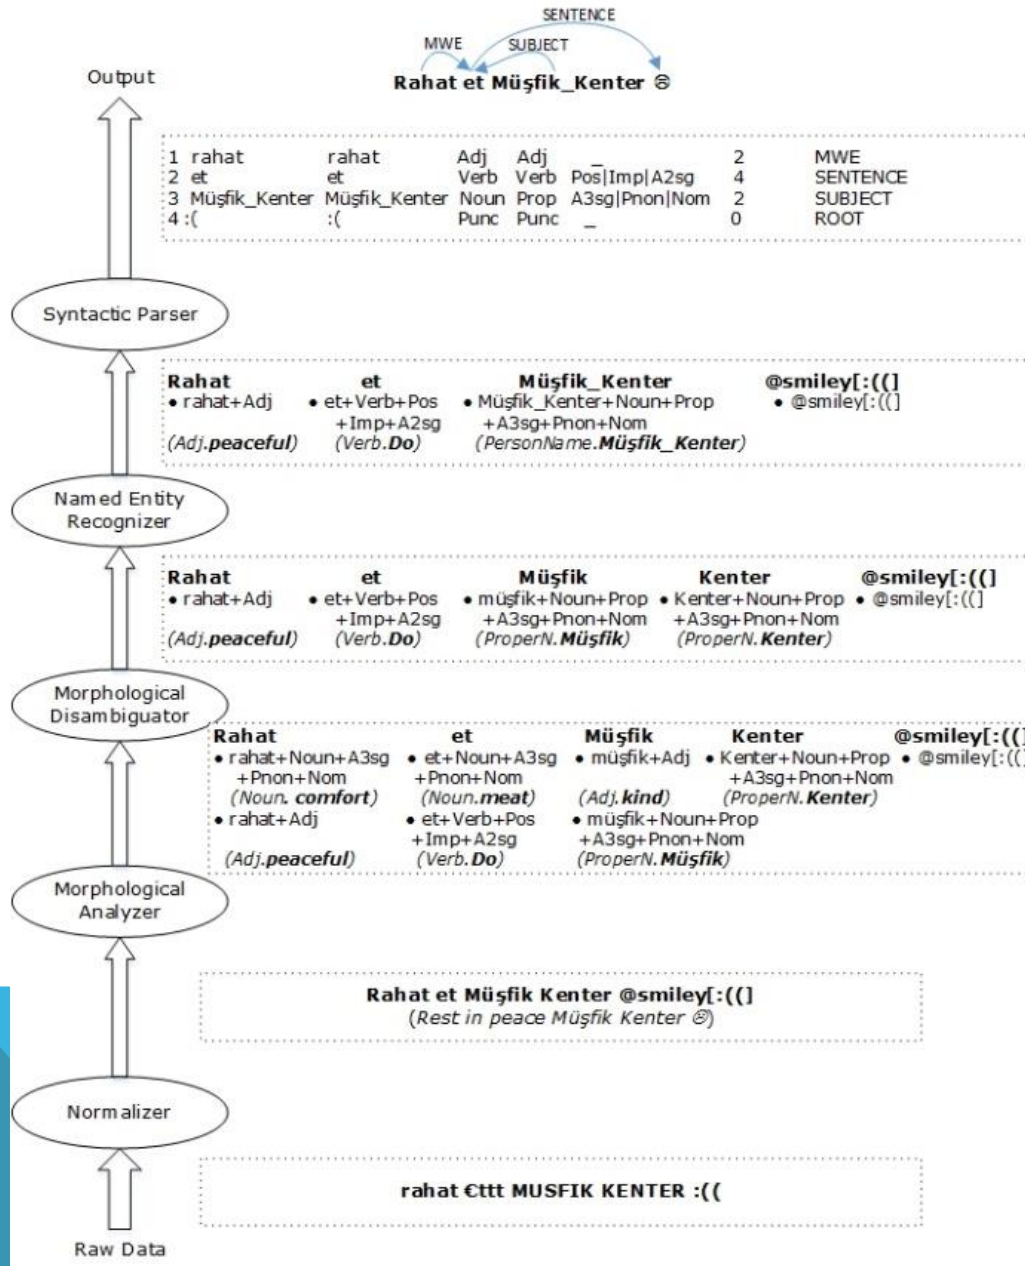 SENTENCE
MWE SUBJECT
Output
Rahat et Müşfik_Kenter ☹
1 rahat rahat Adj Adj _ 2 MWE
2 et et Verb Verb Pos|Imp|A2sg 4 SENTENCE
3 Müşfik_Kenter Müşfik_Kenter Noun Prop A3sg|Pnon|Nom 2 SUBJECT
4 :( :( Punc Punc _ 0 ROOT
Syntactic Parser
Rahat et Müşfik_Kenter @smiley[:((]
• rahat+Adj • et+Verb+Pos • Müşfik_Kenter+Noun+Prop • @smiley[:((]
+Imp+A2sg +A3sg+Pnon+Nom
(Adj.peaceful) (Verb.Do) (PersonName.Müşfik_Kenter)
Named Entity
Recognizer
Rahat et Müşfik Kenter @smiley[:((]
• rahat+Adj • et+Verb+Pos • müşfik+Noun+Prop • Kenter+Noun+Prop • @smiley[:((]
+Imp+A2sg +A3sg+Pnon+Nom +A3sg+Pnon+Nom
(Adj.peaceful) (Verb.Do) (ProperN.Müşfik) (ProperN.Kenter)
Morphological
Disambiguator
Rahat et Müşfik Kenter @smiley[:((]
• rahat+Noun+A3sg • et+Noun+A3sg • müşfik+Adj • Kenter+Noun+Prop • @smiley[:((]
+Pnon+Nom +Pnon+Nom +A3sg+Pnon+Nom
(Noun. comfort) (Noun.meat) (Adj.kind) (ProperN.Kenter)
• rahat+Adj • et+Verb+Pos • müşfik+Noun+Prop
+Imp+A2sg +A3sg+Pnon+Nom
(Adj.peaceful) (Verb.Do) (ProperN.Müşfik)
Morphological
Analyzer
Rahat et Müşfik Kenter @smiley[:((]
(Rest in peace Müşfik Kenter ☹)
Normalizer
rahat €ttt MUSFIK KENTER :((
Raw Data